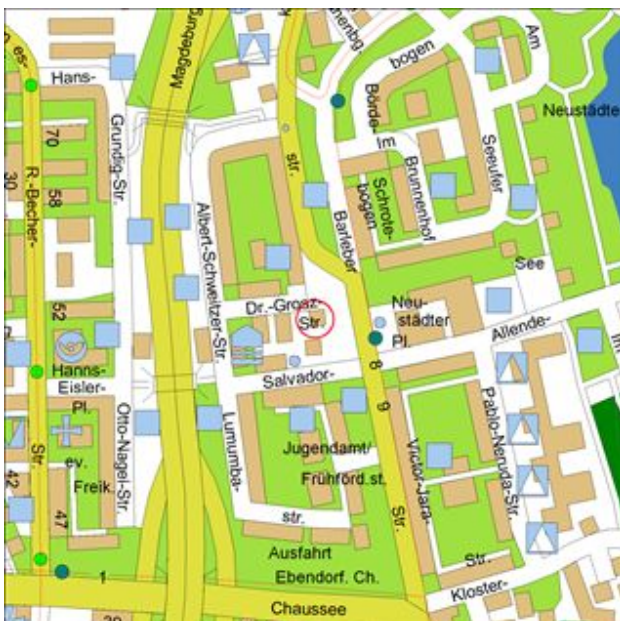 es-
Hans-
Magdeburg
Grundig-Str.
70
30
R.-Becher-
58
52
Hanns-
Eisler-
Pl.
ev.
Freik.
42
47
Str
Otto-Nagel-Str.
Albert-Schweitzer-Str.
str.
Barleber
bogen
Am
Börde-
Im
Brunnenhof
Schrote-
bogen
Seeufer
Neustädte
See
Dr.-Grosz-
Str.
Neu-
städter
Pl.
Allende-
Salvador-
8
9
Str.
Lumumba-
str.
Jugendamt/
Frühförd.st.
Victor-Jara-
Str.
Pablo-Neruda-Str.
Im
Ausfahrt
Ebendorf. Ch.
Kloster-
1
Chaussee